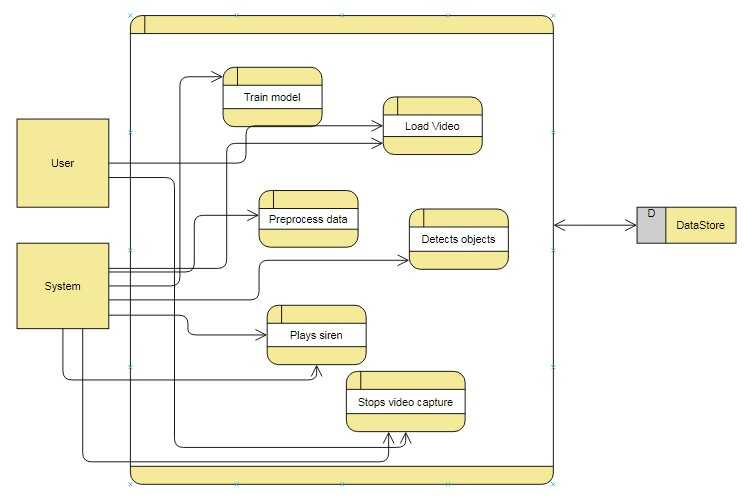 Train model
Load Video
User
Preprocess data
D
DataStore
Detects objects
System
Plays siren
Stops video capture